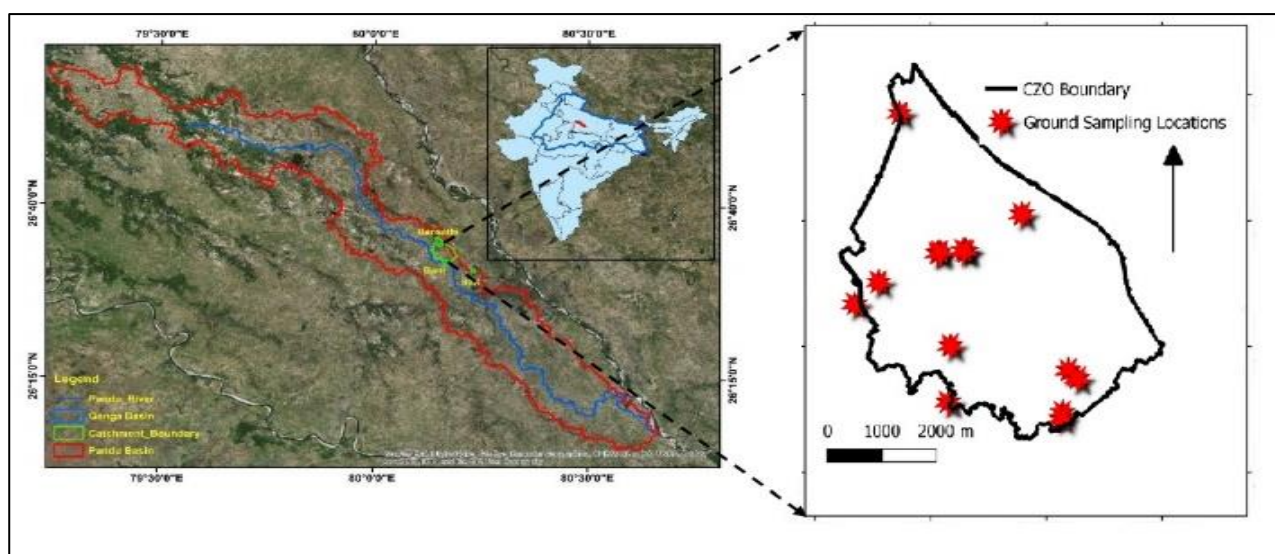 79°30'0"E 80°0'0"E 80°30'0"E
26°40'0"N
26°40'0"N
26°15'0"N
26°15'0"N
Legend
Pandu_River
Ganga Basin
Catchment_Boundary
Pandu Basin
79°30'0"E 80°0'0"E 80°30'0"E
CZO Boundary
Ground Sampling Locations
0 1000 2000 m